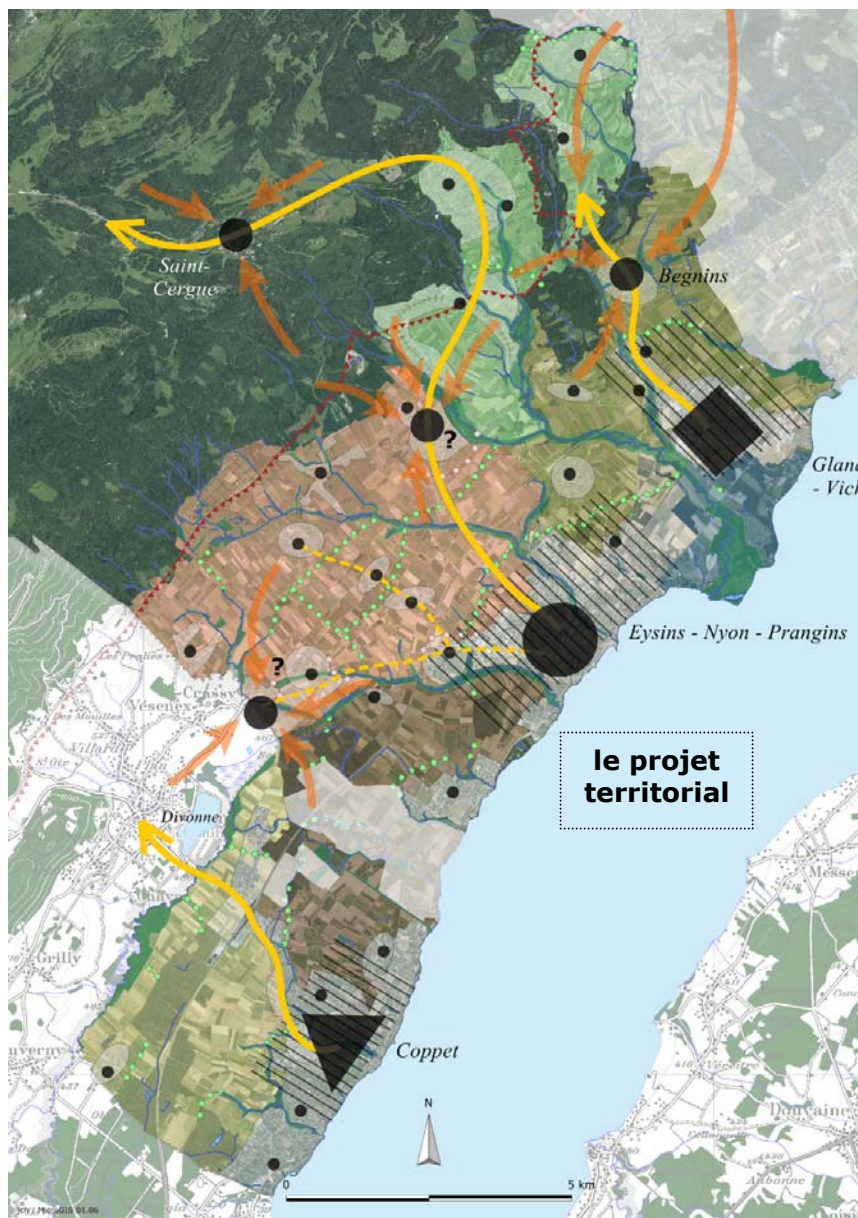 Saint-
Cergue
Begnins
Gland
- Vich
?
Eysins - Nyon - Prangins
?
Crassy
Vésenex
Villard
le projet
territorial
Divonne
Messe
Grilly
Coppet
Douvaine
N
0
5 km